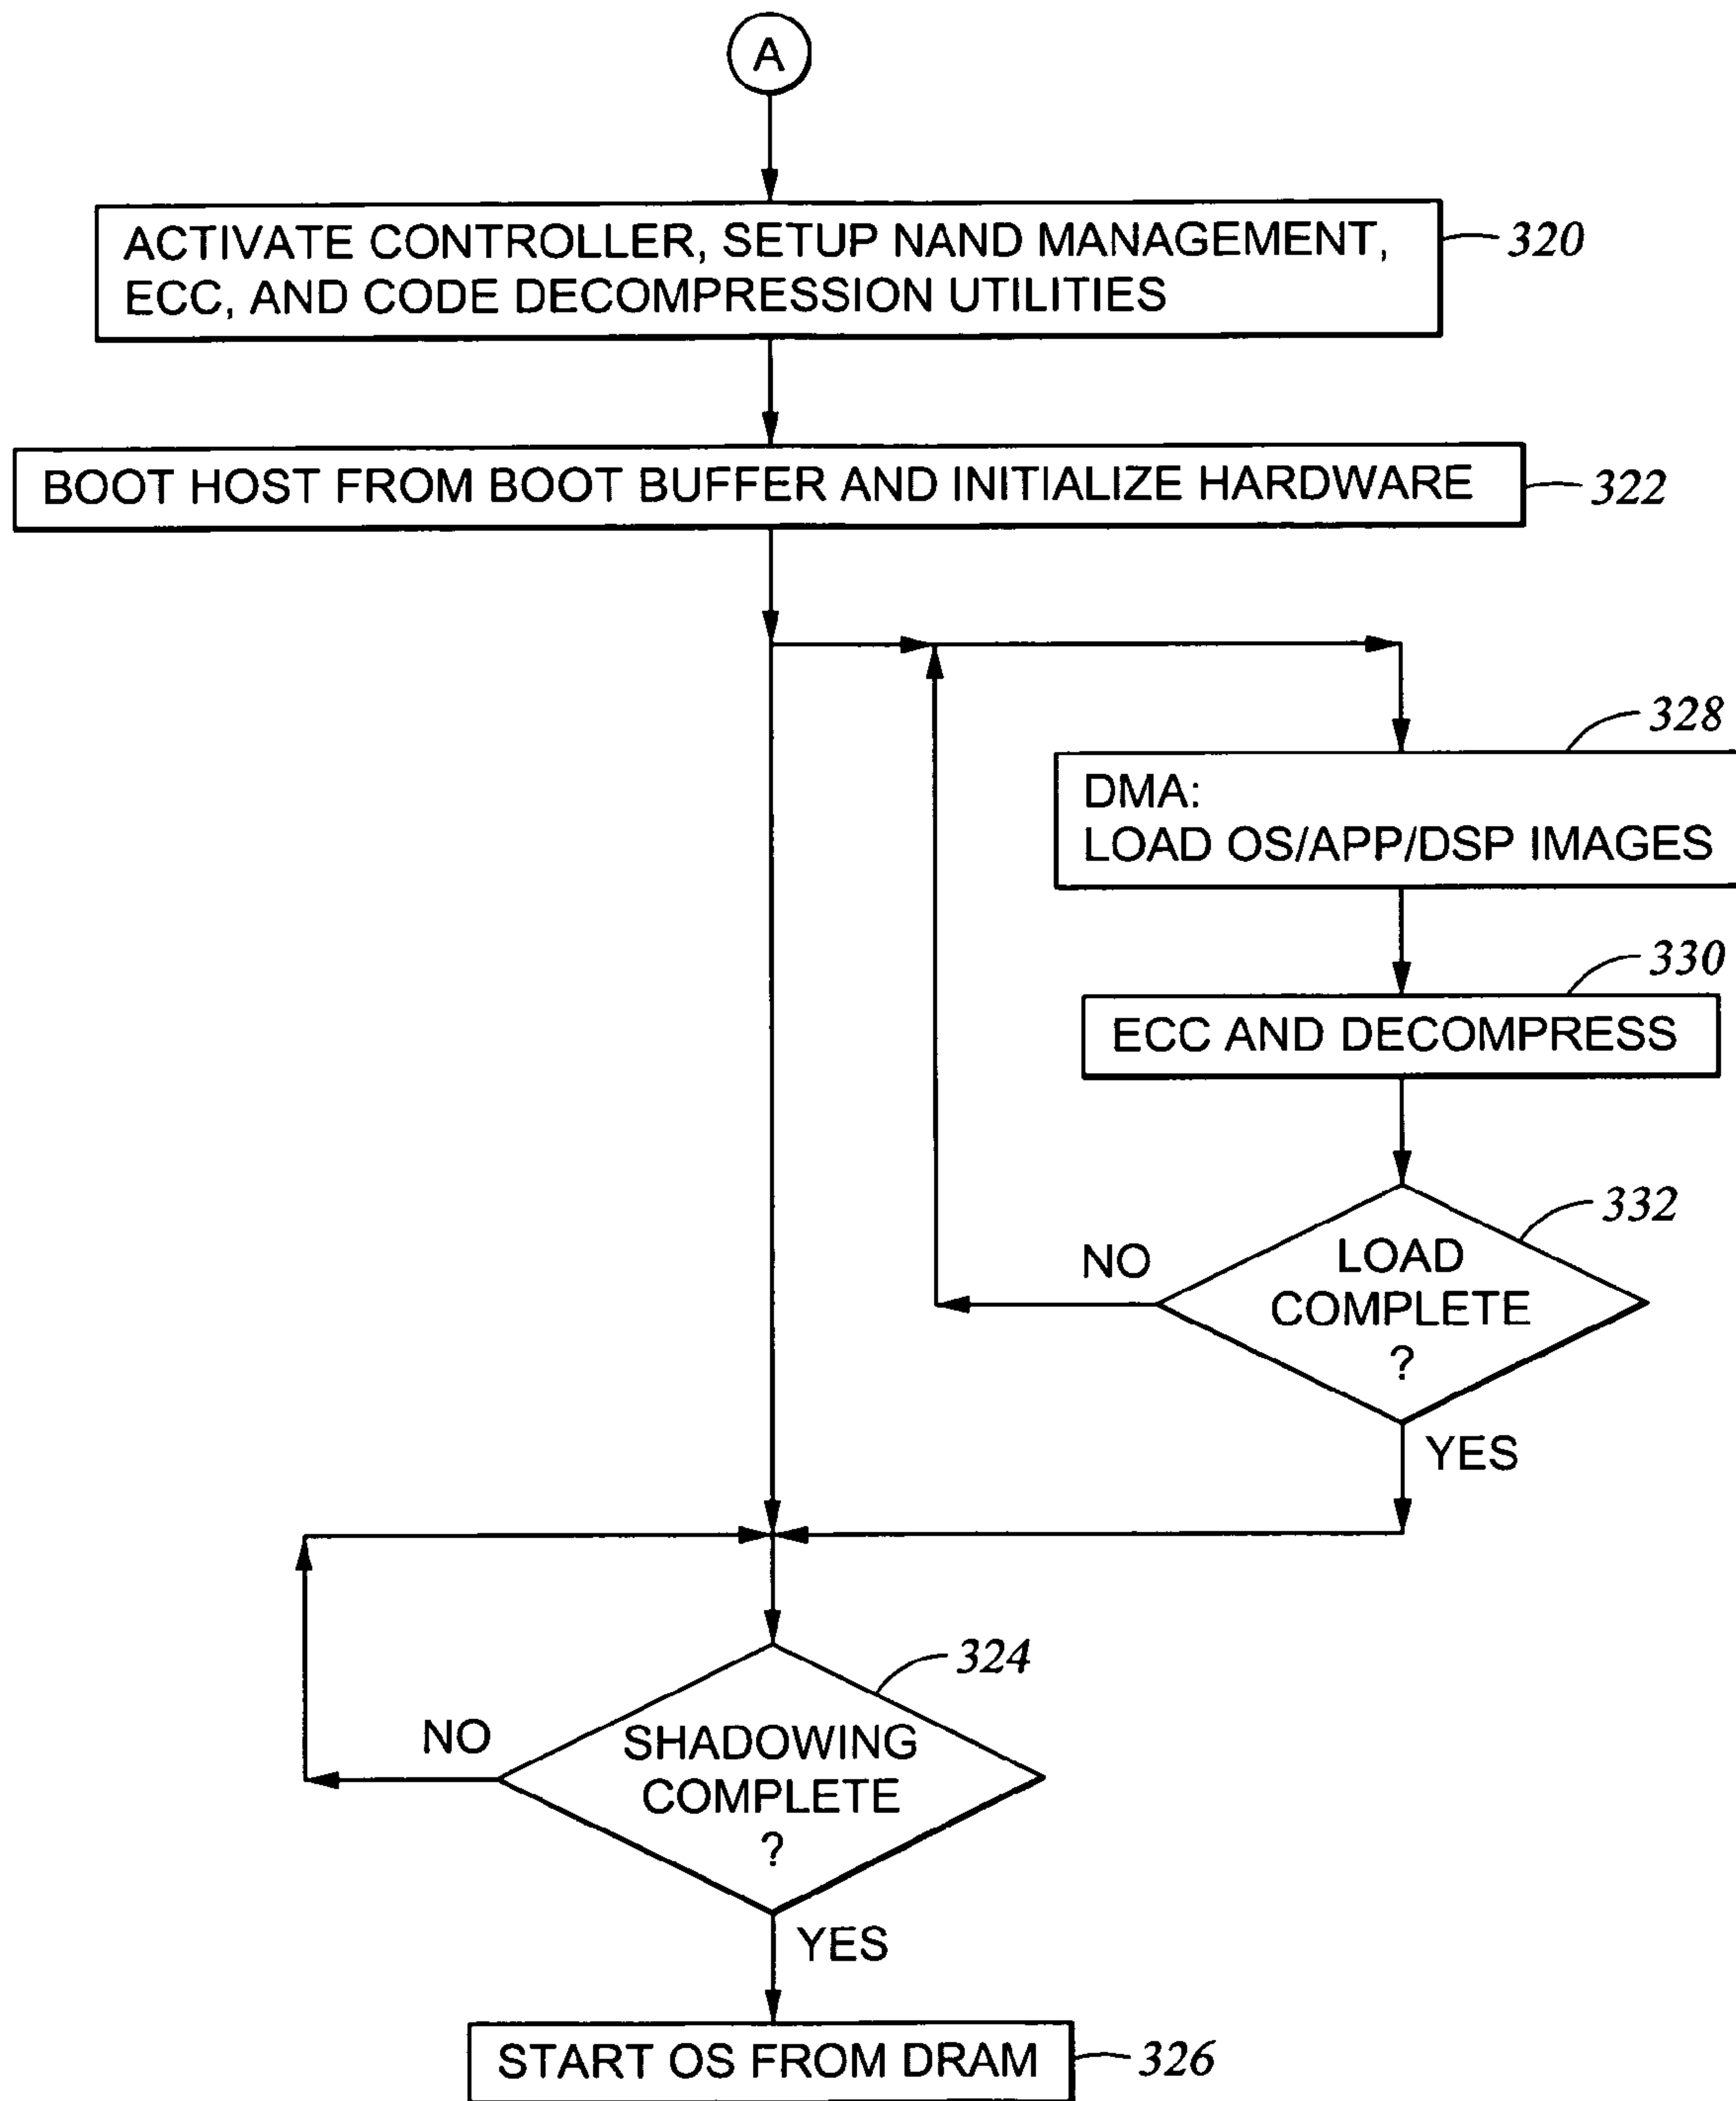 A
ACTIVATE CONTROLLER, SETUP NAND MANAGEMENT,
ECC, AND CODE DECOMPRESSION UTILITIES
320
BOOT HOST FROM BOOT BUFFER AND INITIALIZE HARDWARE
322
328
DMA:
LOAD OS/APP/DSP IMAGES
330
ECC AND DECOMPRESS
332
LOAD
COMPLETE
?
NO
YES
324
SHADOWING
COMPLETE
?
NO
YES
START OS FROM DRAM
326